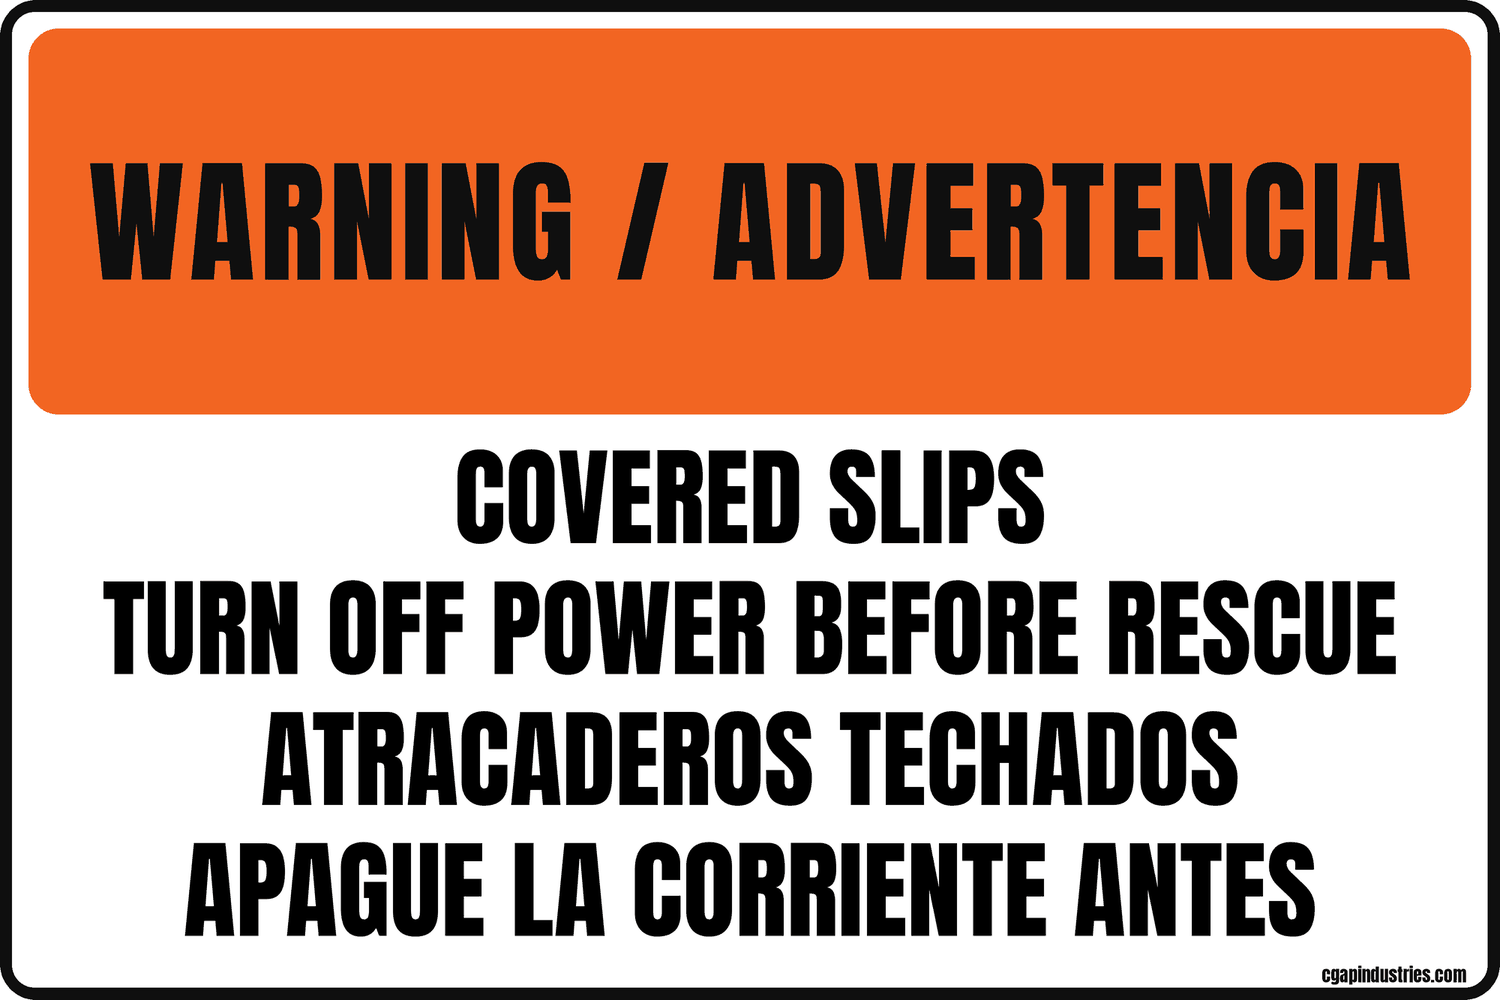 WARNING / ADVERTENCIA
COVERED SLIPS
TURN OFF POWER BEFORE RESCUE
ATRACADEROS TECHADOS
APAGUE LA CORRIENTE ANTES
cgapindustries.com